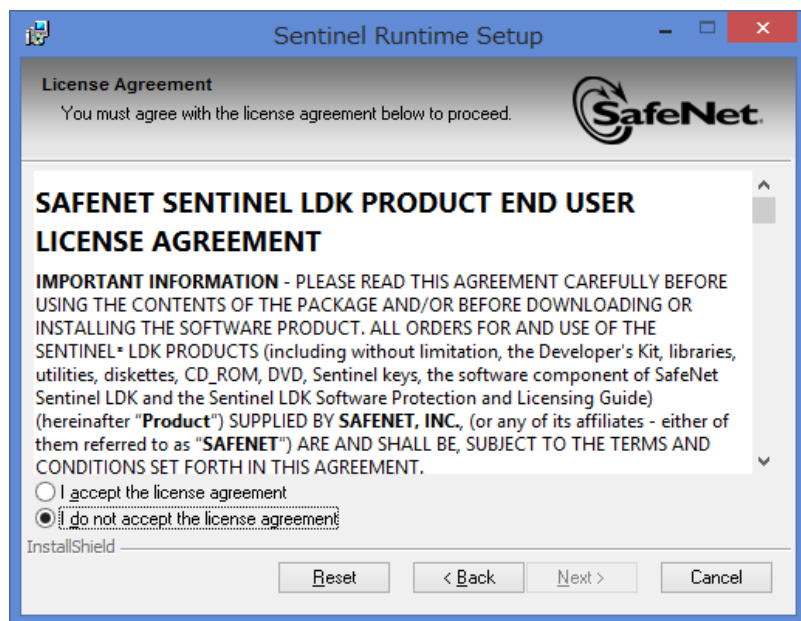 Sentinel Runtime Setup
License Agreement
You must agree with the license agreement below to proceed.
SafeNet.
SAFENET SENTINEL LDK PRODUCT END USER
LICENSE AGREEMENT
IMPORTANT INFORMATION - PLEASE READ THIS AGREEMENT CAREFULLY BEFORE
USING THE CONTENTS OF THE PACKAGE AND/OR BEFORE DOWNLOADING OR
INSTALLING THE SOFTWARE PRODUCT. ALL ORDERS FOR AND USE OF THE
SENTINEL® LDK PRODUCTS (including without limitation, the Developer's Kit, libraries,
utilities, diskettes, CD_ROM, DVD, Sentinel keys, the software component of SafeNet
Sentinel LDK and the Sentinel LDK Software Protection and Licensing Guide)
(hereinafter “Product”) SUPPLIED BY SAFENET, INC., (or any of its affiliates - either of
them referred to as “SAFENET”) ARE AND SHALL BE, SUBJECT TO THE TERMS AND
CONDITIONS SET FORTH IN THIS AGREEMENT.
I accept the license agreement
I do not accept the license agreement
InstallShield
Reset
< Back
Next >
Cancel